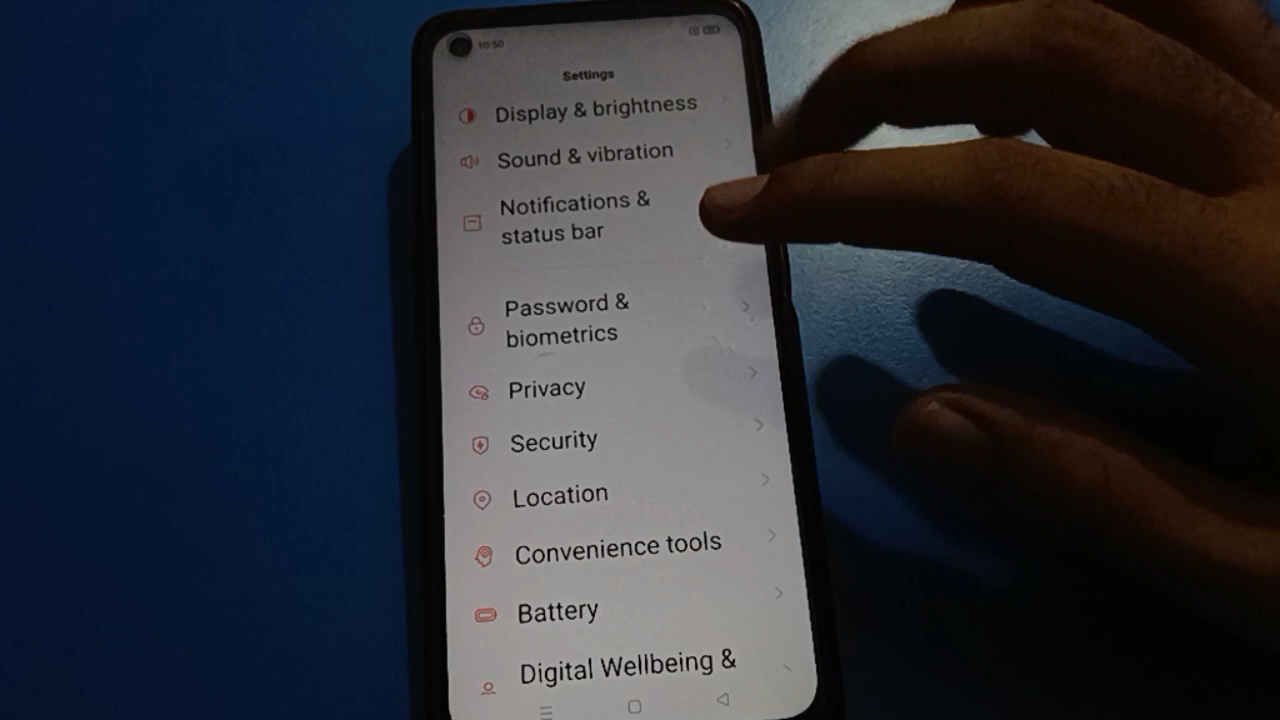 10:50
Settings
Display & brightness
Sound & vibration
Notifications &
status bar
Password &
biometrics
Privacy
Security
Location
Convenience tools
Battery
Digital Wellbeing &